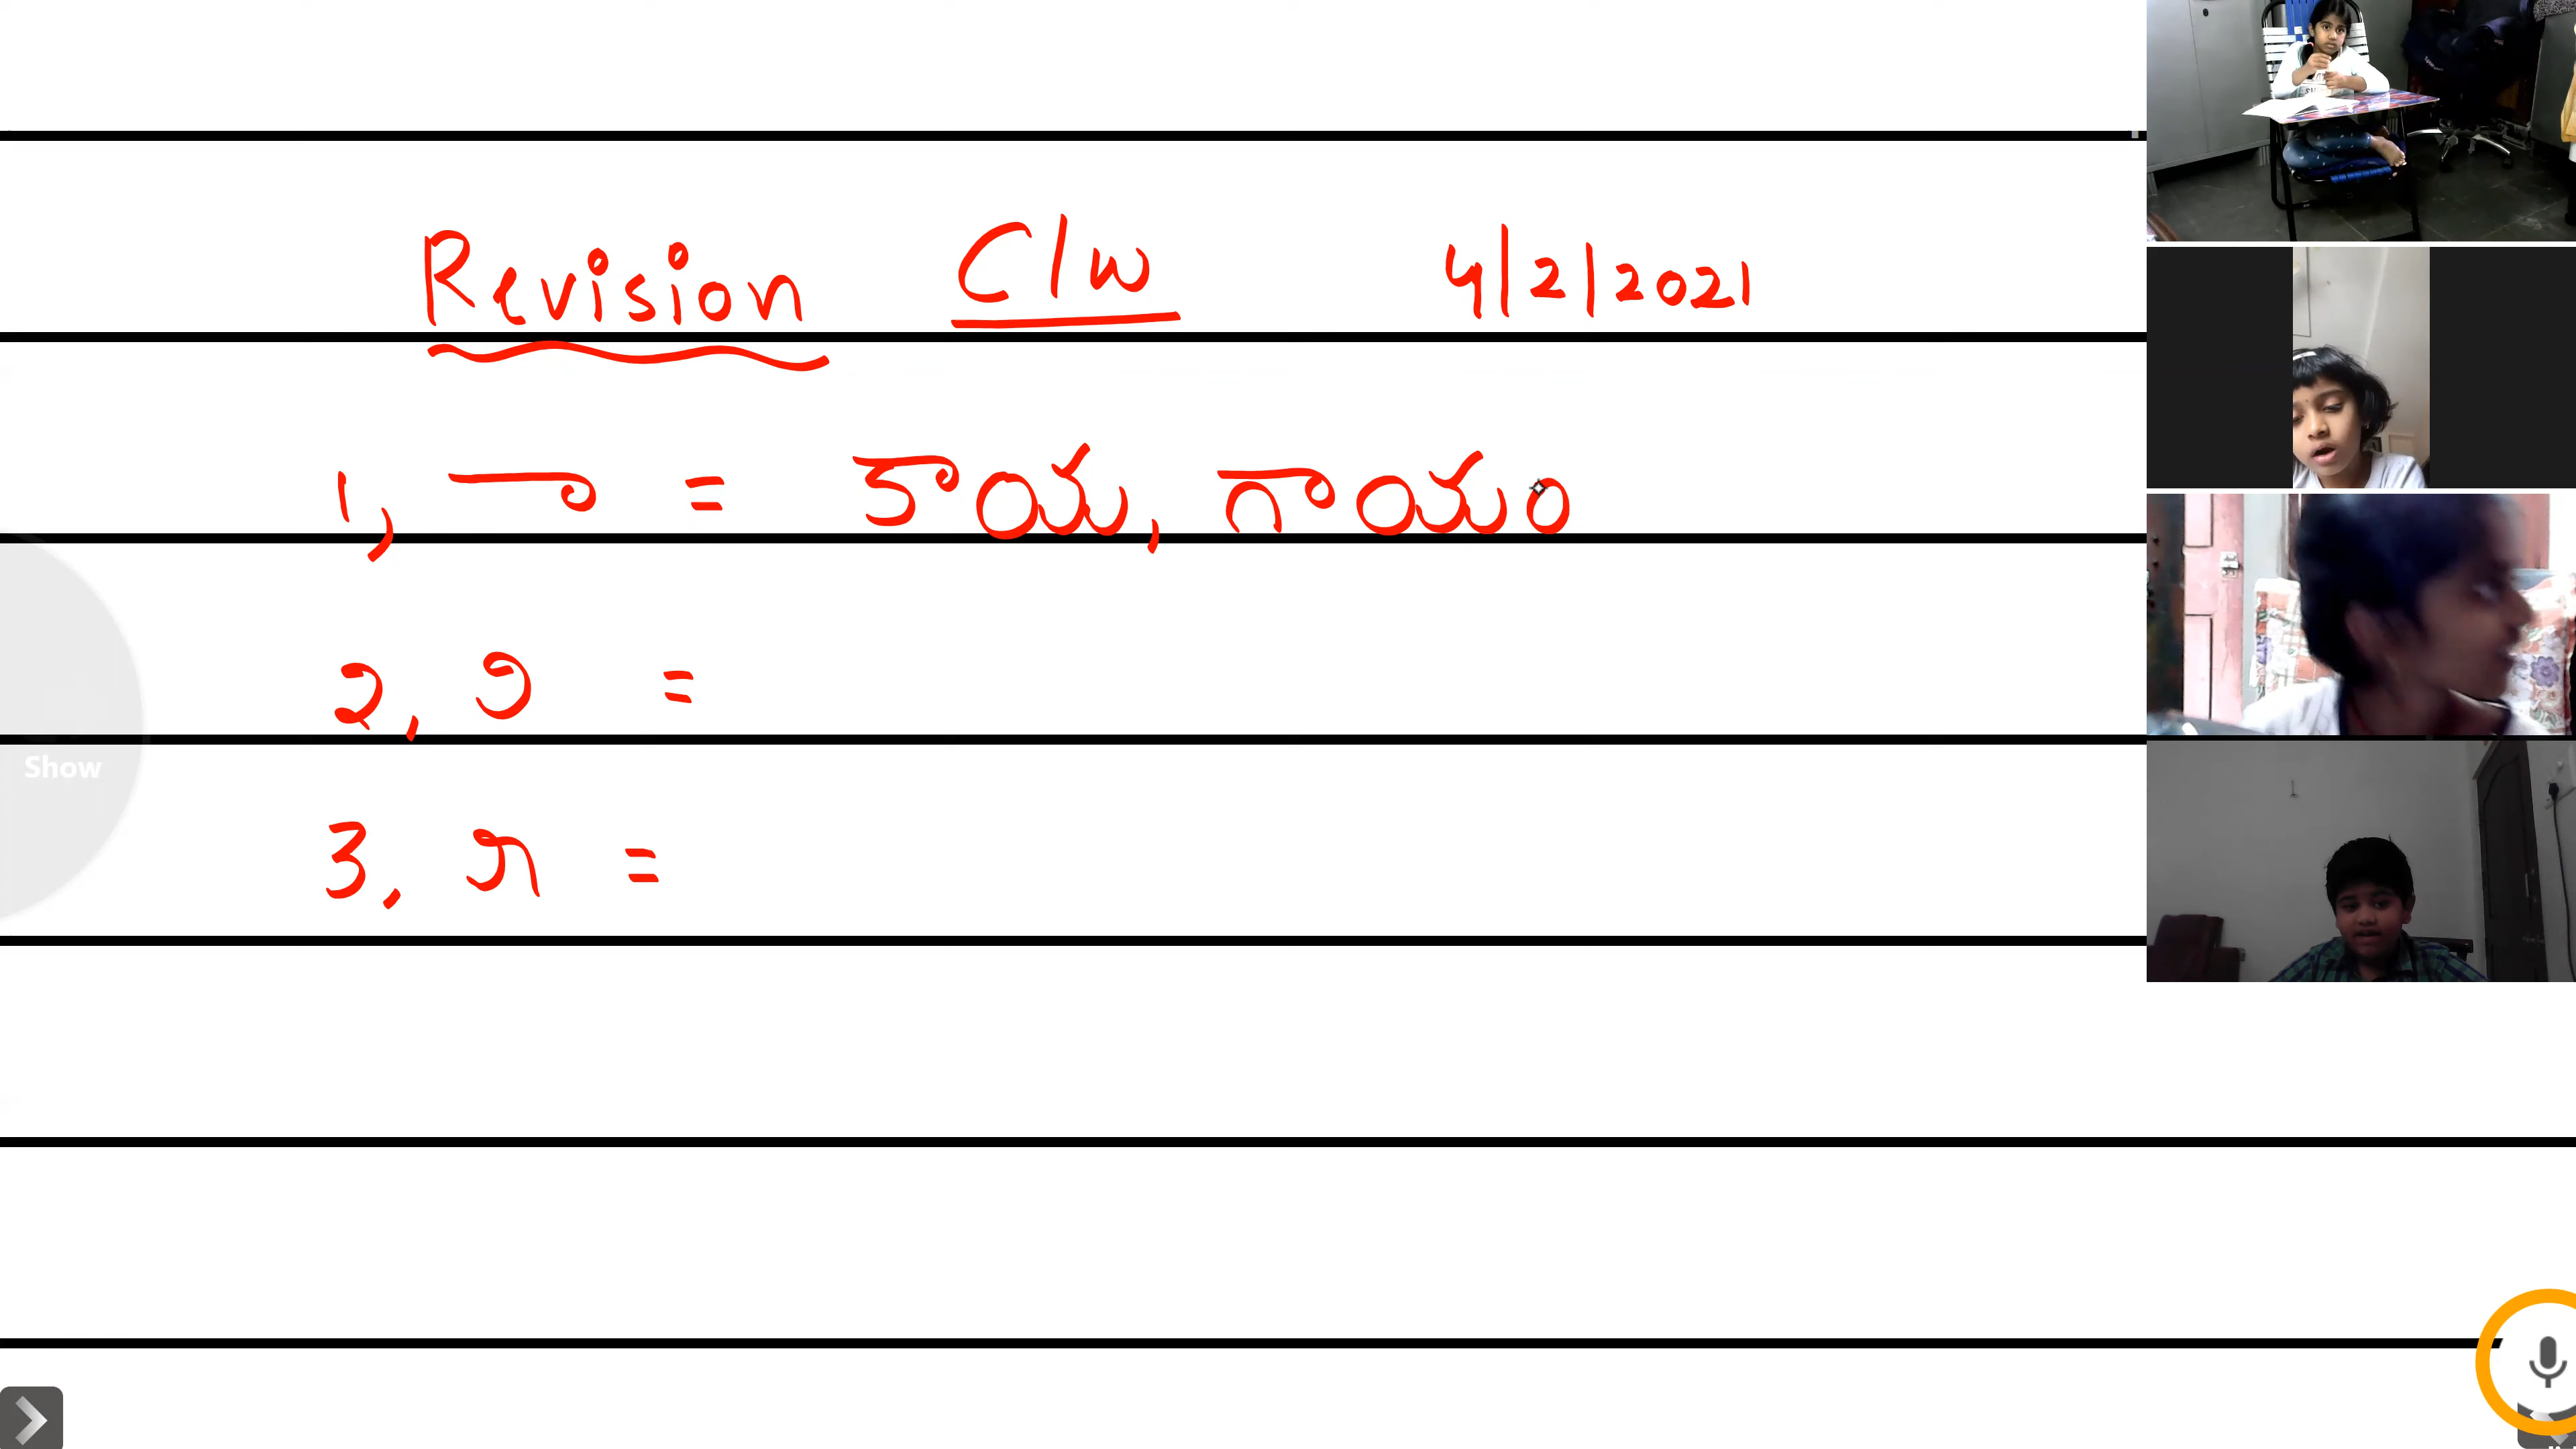 Revision C/W 4/2/2021
1, ా = కాయ, గాయం
2, ి =
3. ీ =
Show